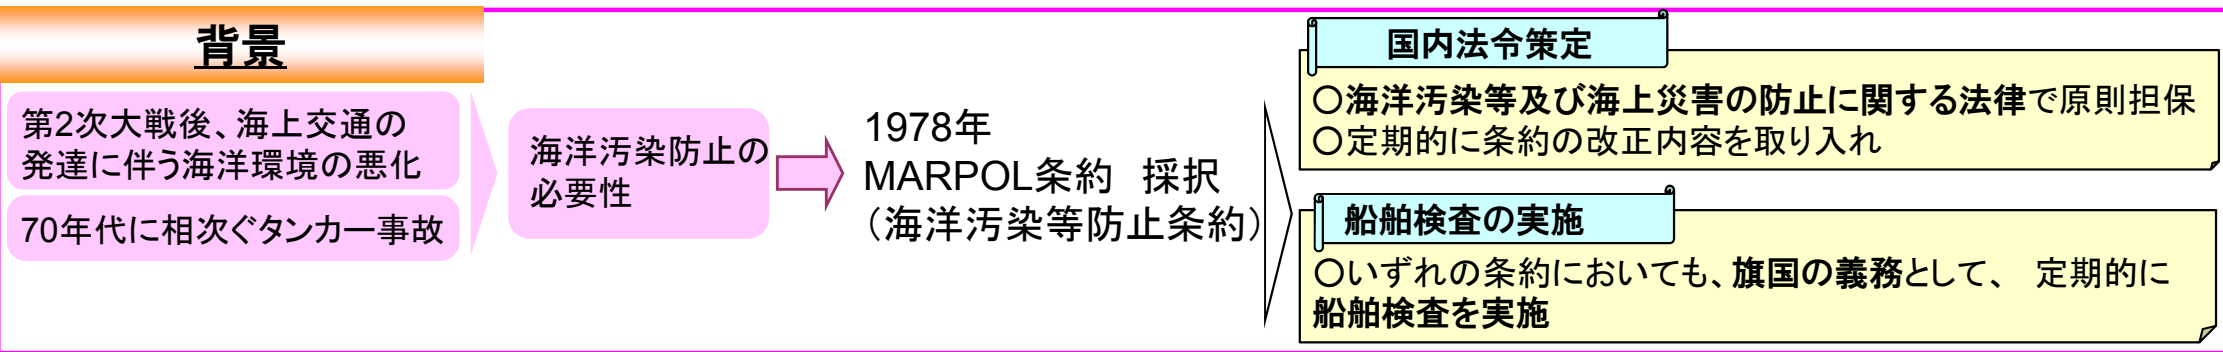 背景
第2次大戦後、海上交通の
発達に伴う海洋環境の悪化
70年代に相次ぐタンカー事故
海洋汚染防止の
必要性
1978年
MARPOL条約　採択
（海洋汚染等防止条約）
国内法令策定
○海洋汚染等及び海上災害の防止に関する法律で原則担保
○定期的に条約の改正内容を取り入れ
船舶検査の実施
○いずれの条約においても、旗国の義務として、　定期的に
船舶検査を実施